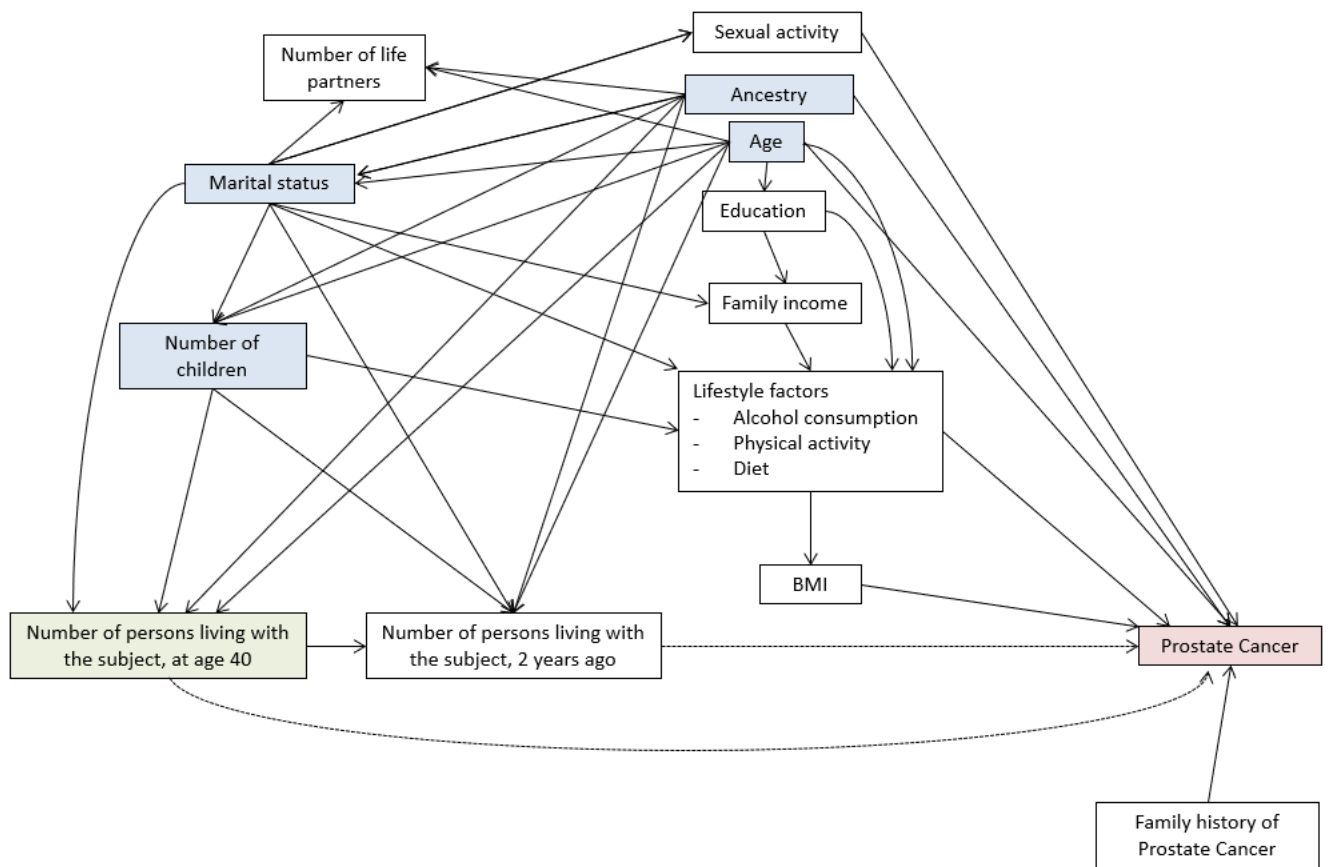 Sexual activity
Number of life
partners
Ancestry
Age
Marital status
Education
Family income
Number of
children
Lifestyle factors
- Alcohol consumption
- Physical activity
- Diet
BMI
Number of persons living with
the subject, at age 40
Number of persons living with
the subject, 2 years ago
Prostate Cancer
Family history of
Prostate Cancer